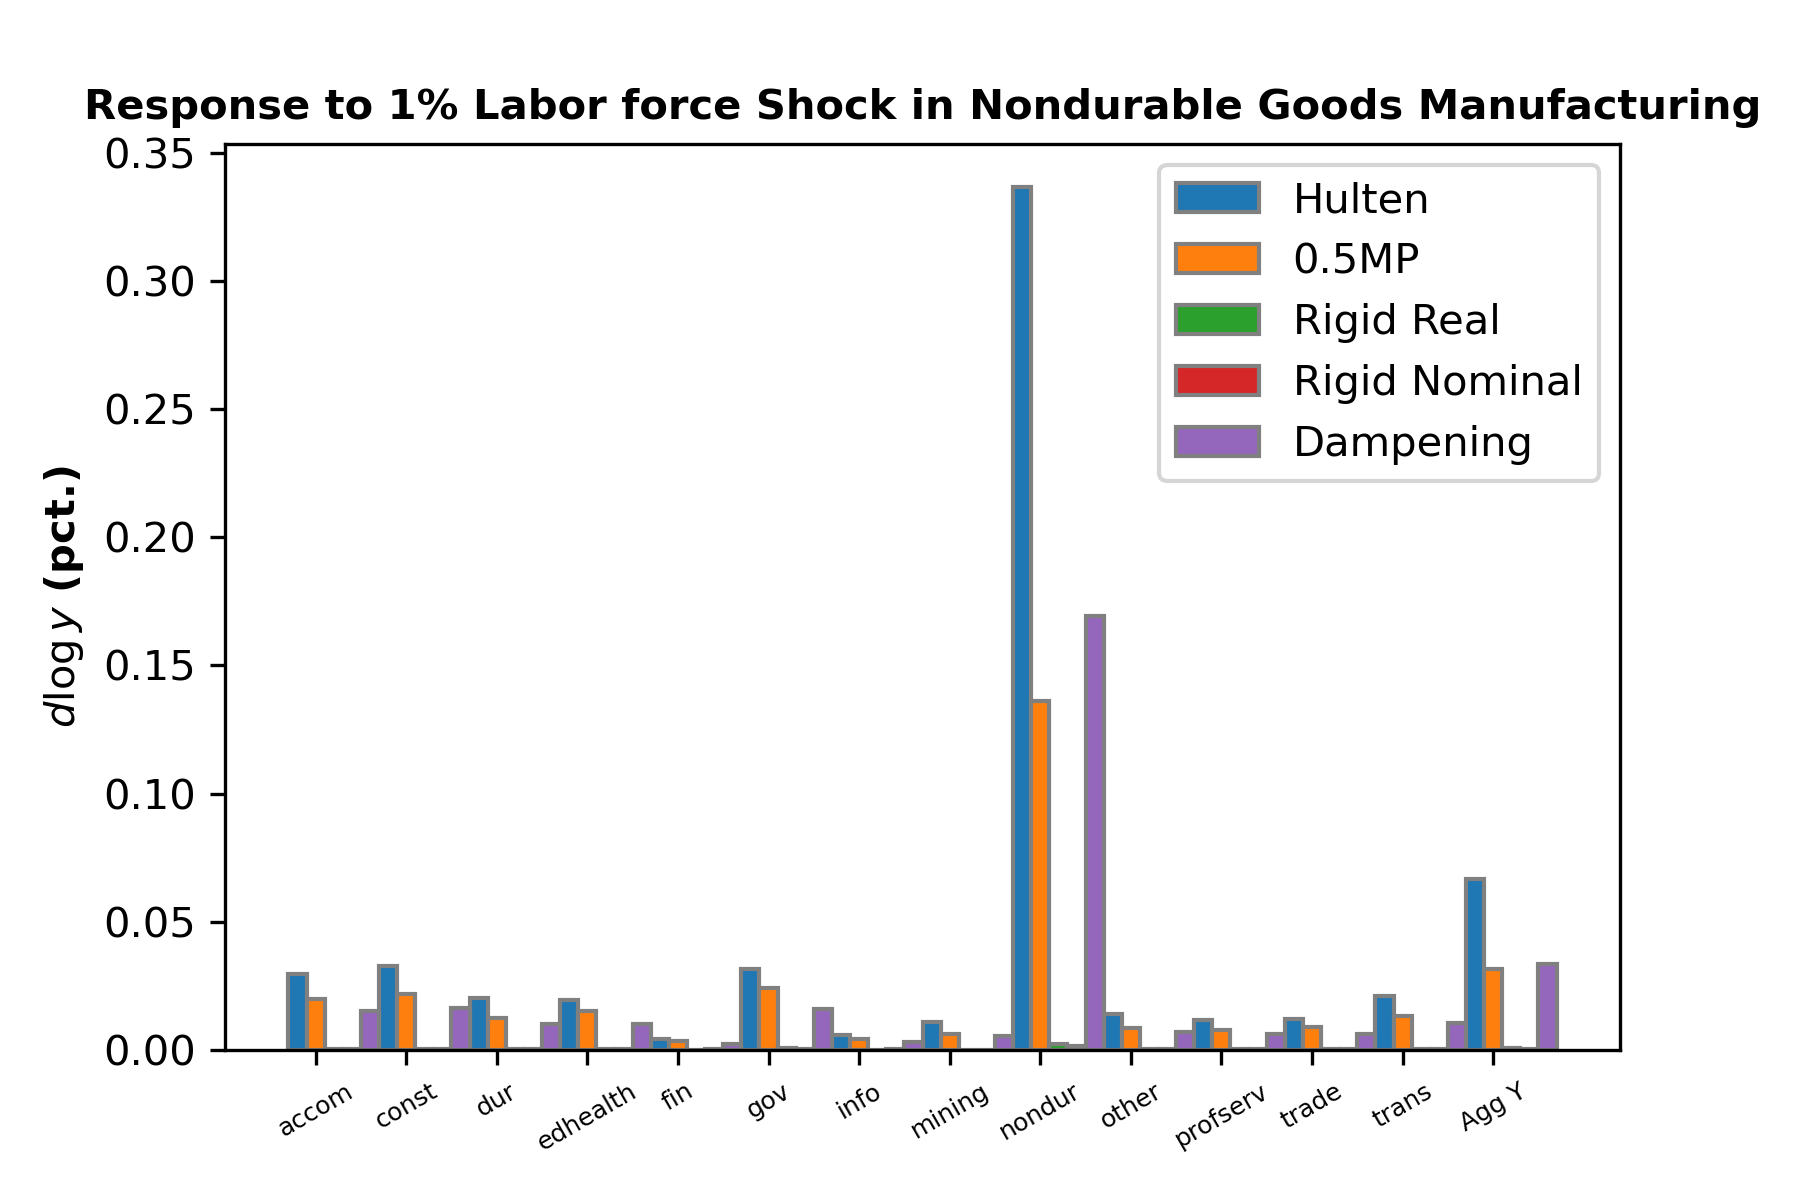 Response to 1% Labor force Shock in Nondurable Goods Manufacturing
0.35
0.30
0.25
0.20
0.15
0.10
0.05
0.00
dlog y (pct.)
Hulten
0.5MP
Rigid Real
Rigid Nominal
Dampening
accom const dur edhealth fin gov info mining nondur other profserv trade trans Agg Y